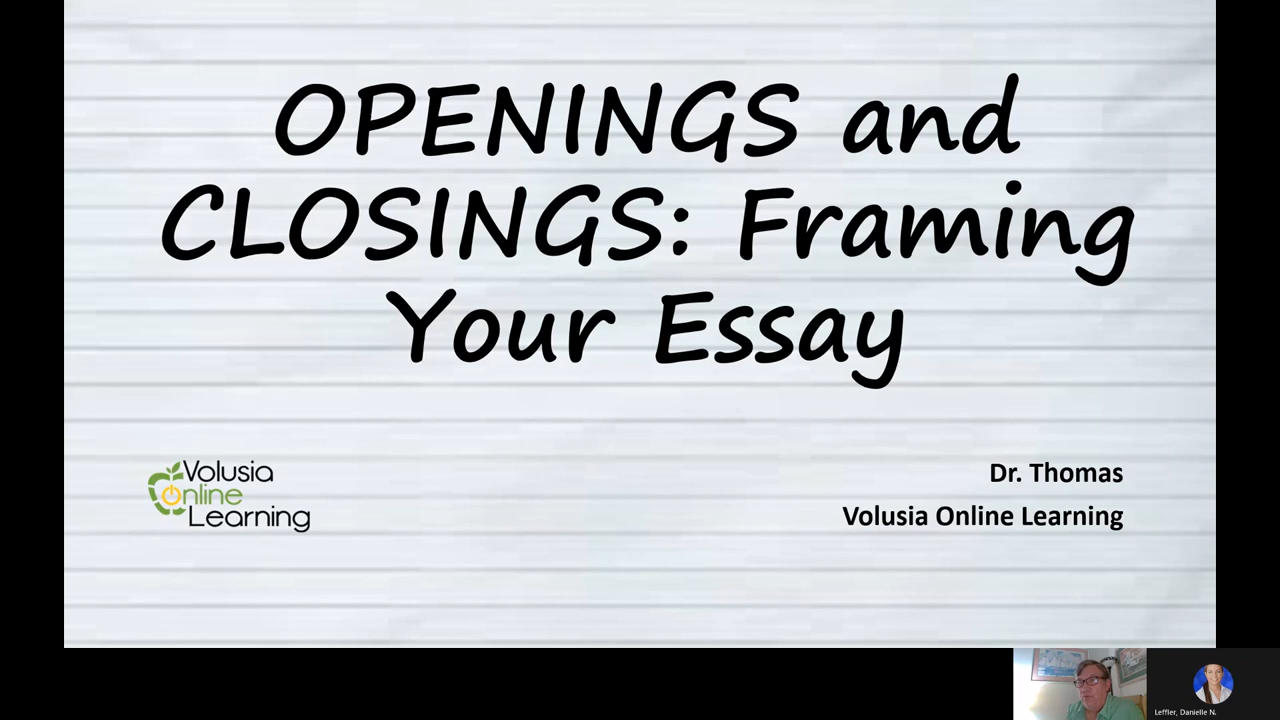 OPENINGS and
CLOSINGS: Framing
Your Essay
Volusia
Online
Learning
Dr. Thomas
Volusia Online Learning
Leffler, Danielle N.